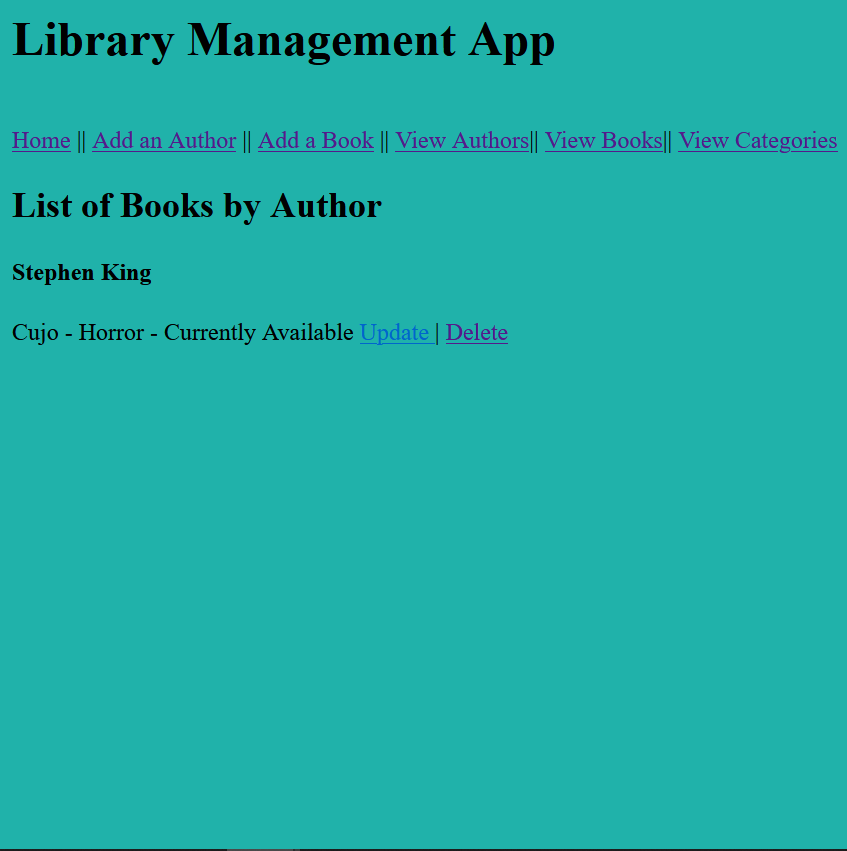 Library Management App
Home || Add an Author || Add a Book || View Authors|| View Books|| View Categories
List of Books by Author
Stephen King
Cujo - Horror - Currently Available Update | Delete